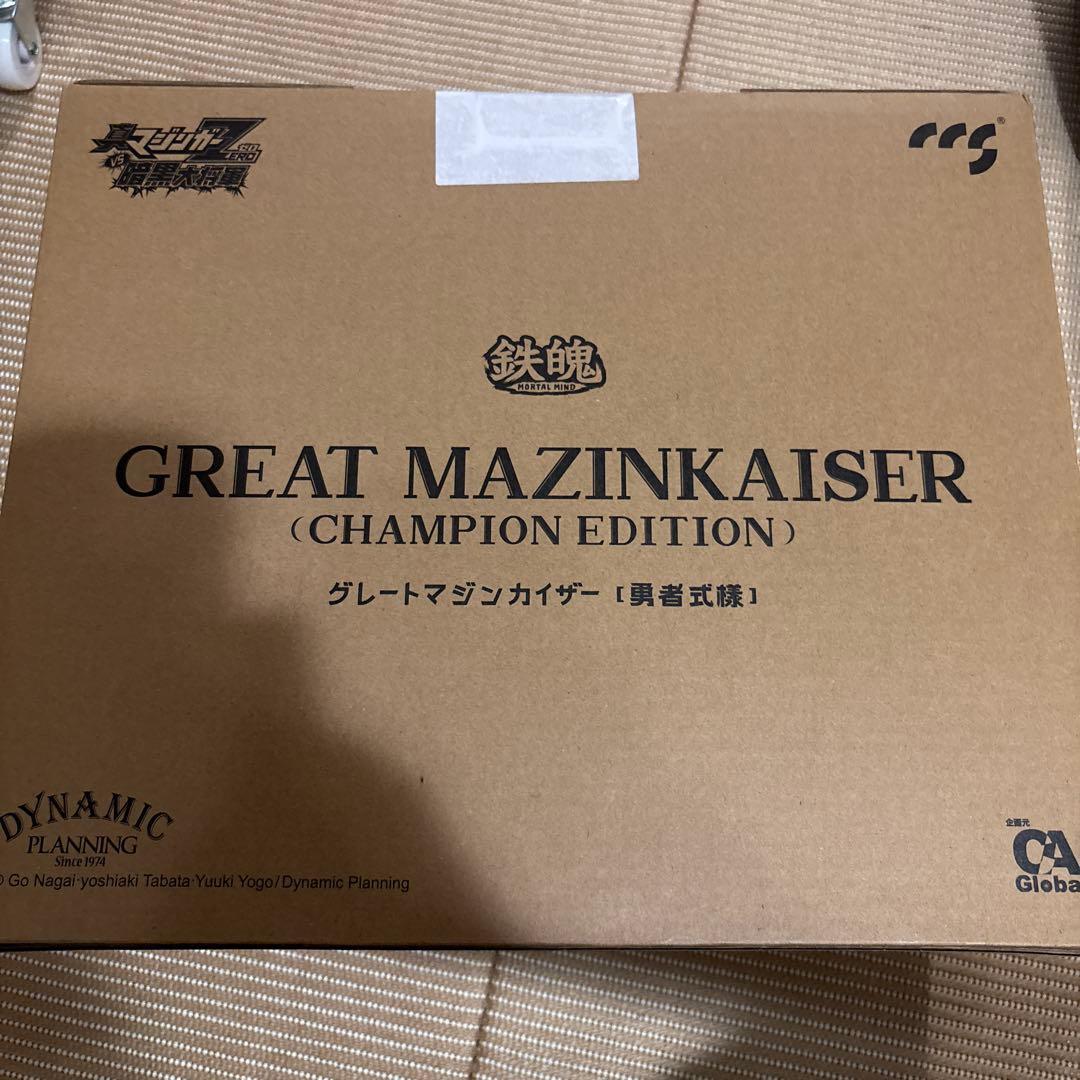 真マジンガーZERO
VS
暗黒大将軍
ccs®
鉄魄
MORTAL MIND
GREAT MAZINKAISER
(CHAMPION EDITION)
グレートマジンカイザー [勇者式様]
DYNAMIC
PLANNING
Since 1974
© Go Nagai·yoshiaki Tabata·Yuuki Yogo/Dynamic Planning
企画元
CA
Globa